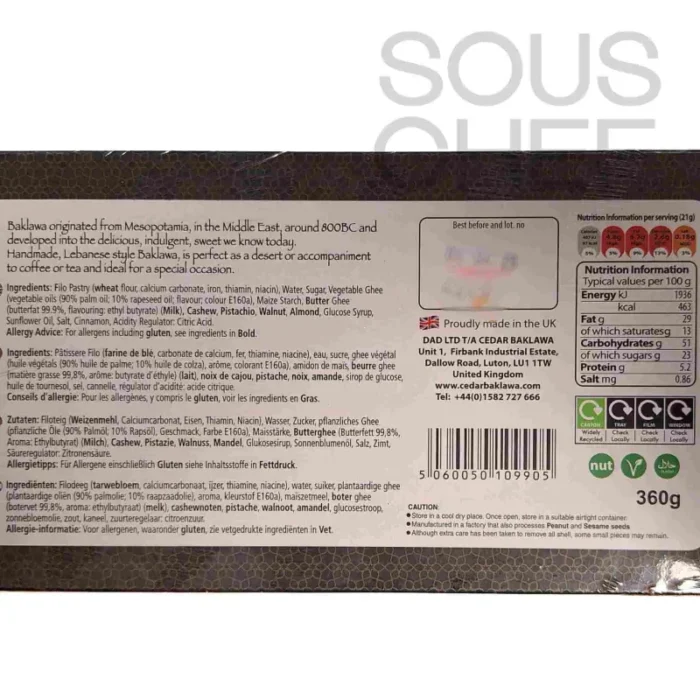 SOUS
CHEF
Baklawa originated from Mesopotamia, in the Middle East, around 800BC and
developed into the delicious, indulgent, sweet we know today.
Handmade, Lebanese style Baklawa, is perfect as a desert or accompaniment
to coffee or tea and ideal for a special occasion.
Ingredients: Filo Pastry (wheat flour, calcium carbonate, iron, thiamin, niacin), Water, Sugar, Vegetable Ghee
(vegetable oils (90% palm oil; 10% rapeseed oil; flavour; colour E160a), Maize Starch, Butter Ghee
(butterfat 99.9%, flavouring: ethyl butyrate) (Milk), Cashew, Pistachio, Walnut, Almond, Glucose Syrup,
Sunflower Oil, Salt, Cinnamon, Acidity Regulator: Citric Acid.
Allergy Advice: For allergens including gluten, see ingredients in Bold.
Ingredients: Pâtissere Filo (farine de blé, carbonate de calcium, fer, thiamine, niacine), eau, sucre, ghee végétal
(huile végétals (90% huile de palme; 10% huile de colza), arôme, colorant E160a), amidon de maïs, beurre ghee
(matière grasse 99,8%, arôme: butyrate d'éthyle) (lait), noix de cajou, pistache, noix, amande, sirop de glucose,
huile de tournesol, sel, cannelle, régulateur d'acidité: acide citrique.
Conseils d'allergie: Pour les allergènes, y compris le gluten, voir les ingredients en Gras.
Zutaten: Filoteig (Weizenmehl, Calciumcarbonat, Eisen, Thiamin, Niacin), Wasser, Zucker, pflanzliches Ghee
(pflanzliche Öle (90% Palmöl; 10% Rapsöl), Geschmack, Farbe E160a), Maisstärke, Butterghee (Butterfett 99,8%,
Aroma: Ethylbutyrat) (Milch), Cashew, Pistazie, Walnuss, Mandel, Glukosesirup, Sonnenblumenöl, Salz, Zimt,
Säureregulator: Zitronensäure.
Allergietipps: Für Allergene einschließlich Gluten siehe Inhaltsstoffe in Fettdruck.
Ingrediënten: Filodeeg (tarwebloem, calciumcarbonaat, ijzer, thiamine, niacine), water, suiker, plantaardige ghee
(plantaardige oliën (90% palmolie; 10% raapzaadolie), aroma, kleurstof E160a), maïszetmeel, boter ghee
(botervet 99,8%, aroma: ethylbutyraat) (melk), cashewnoten, pistache, walnoot, amandel, glucosestroop,
zonnebloemolie, zout, kaneel, zuurteregelaar: citroenzuur.
Allergie-informatie: Voor allergenen, waaronder gluten, zie vetgedrukte ingrediënten in Vet.
Best before and lot. no
Proudly made in the UK
DAD LTD T/A CEDAR BAKLAWA
Unit 1, Firbank Industrial Estate,
Dallow Road, Luton, LU1 1TW
United Kingdom
www.cedarbaklawa.com
Tel: +44(0)1582 727 666
5 060050 109905
CAUTION:
Store in a cool dry place. Once open, store in a suitable airtight container
Manufactured in a factory that also processes Peanut and Sesame seeds
Although extra care has been taken to remove all shell, some small pieces may remain.
Nutrition Information per serving (21g)
Nutrition Information
Typical values per 100 g
Energy kJ 1936
kcal 463
Fat g 29
of which saturates g 13
Carbohydrates g 51
of which sugars g 23
Protein g 5.2
Salt mg 0.86
CARTON TRAY FILM WINDOW
Widely Recycled Check Locally Check Locally Check Locally
nut V
360g